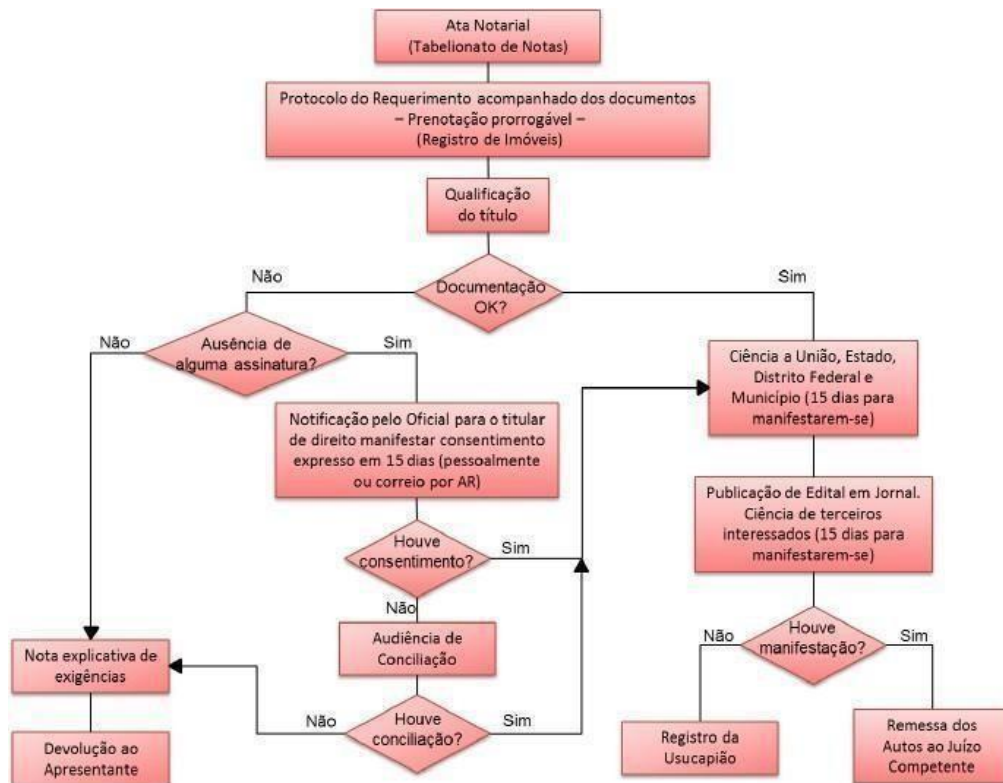 Ata Notarial
(Tabelionato de Notas)
Protocolo do Requerimento acompanhado dos documentos
– Prenotação prorrogável –
(Registro de Imóveis)
Qualificação
do título
Não
Documentação
OK?
Sim
Não
Ausência de
alguma assinatura?
Sim
Ciência a União, Estado,
Distrito Federal e
Município (15 dias para
manifestarem-se)
Notificação pelo Oficial para o titular
de direito manifestar consentimento
expresso em 15 dias (pessoalmente
ou correio por AR)
Publicação de Edital em Jornal.
Ciência de terceiros
interessados (15 dias para
manifestarem-se)
Houve
consentimento?
Sim
Não
Audiência de
Conciliação
Não
Houve
manifestação?
Sim
Nota explicativa de
exigências
Não
Houve
conciliação?
Sim
Devolução ao
Apresentante
Registro da
Usucapião
Remessa dos
Autos ao Juízo
Competente